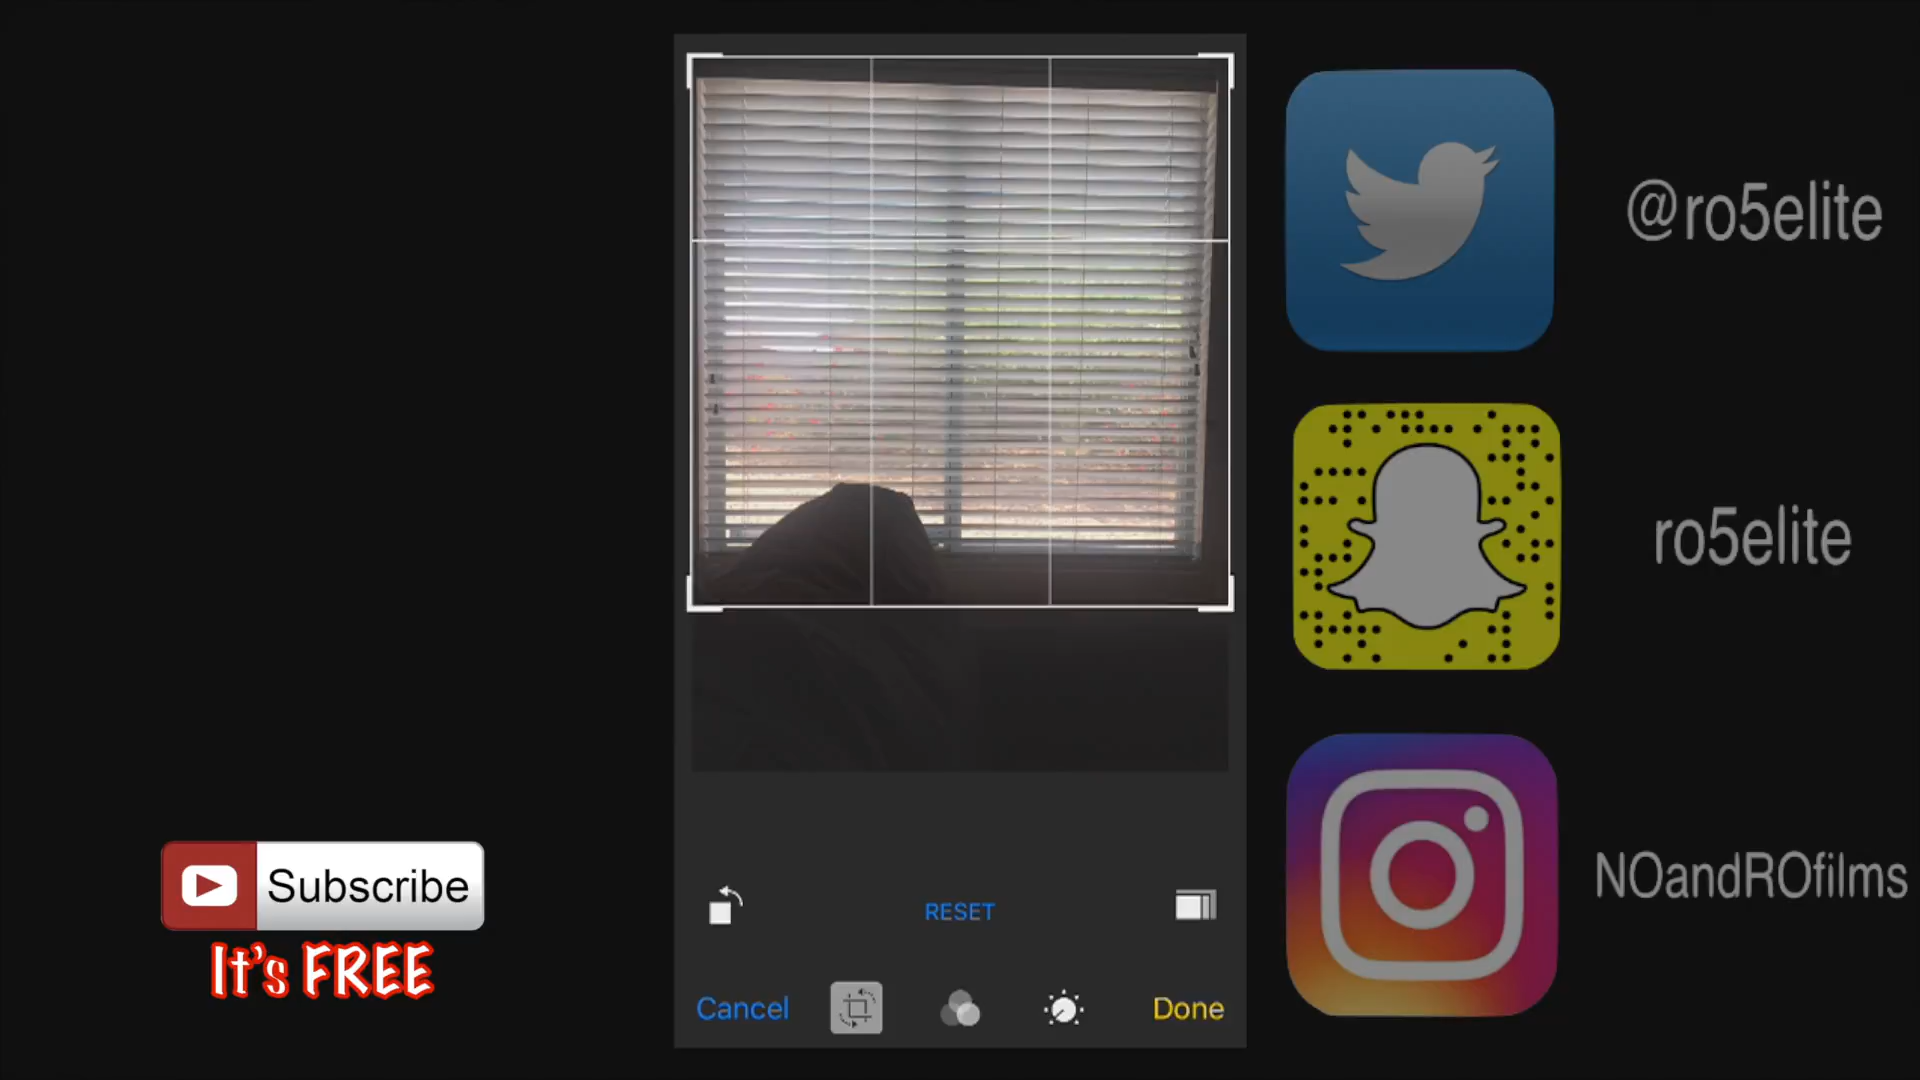 @ro5elite
ro5elite
Subscribe
It's FREE
NOandROfilms
RESET
Cancel
Done